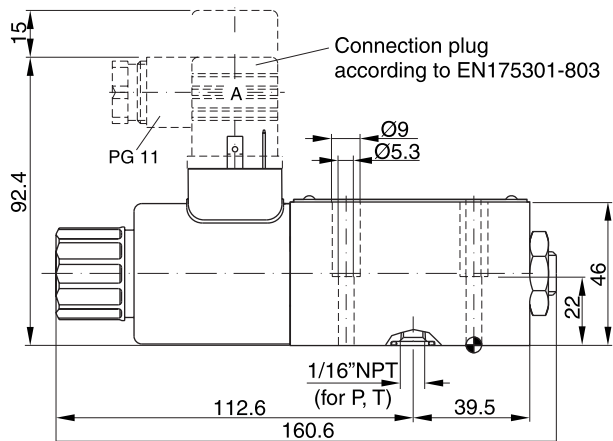 15
Connection plug
according to EN175301-803
A
PG 11
Ø9
Ø5.3
92.4
46
22
1/16”NPT
(for P, T)
112.6
39.5
160.6